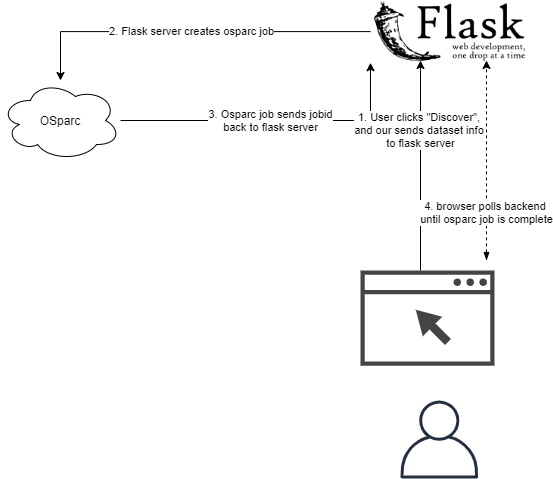 2. Flask server creates osparc job
Flask
web development,
one drop at a time
OSparc
3. Osparc job sends jobid
back to flask server
1. User clicks "Discover",
and our sends dataset info
to flask server
4. browser polls backend
until osparc job is complete